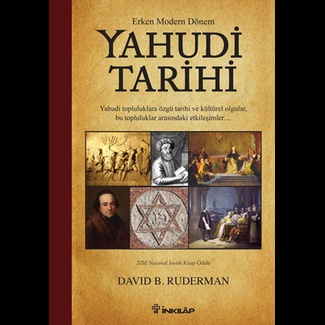 Erken Modern Dönem
YAHUDİ
TARİHİ
Yahudi topluluklara özgü tarihi ve kültürel olgular,
bu topluluklar arasındaki etkileşimler...
2010 National Jewish Kitap Ödülü
DAVID B. RUDERMAN
İNKILÂP